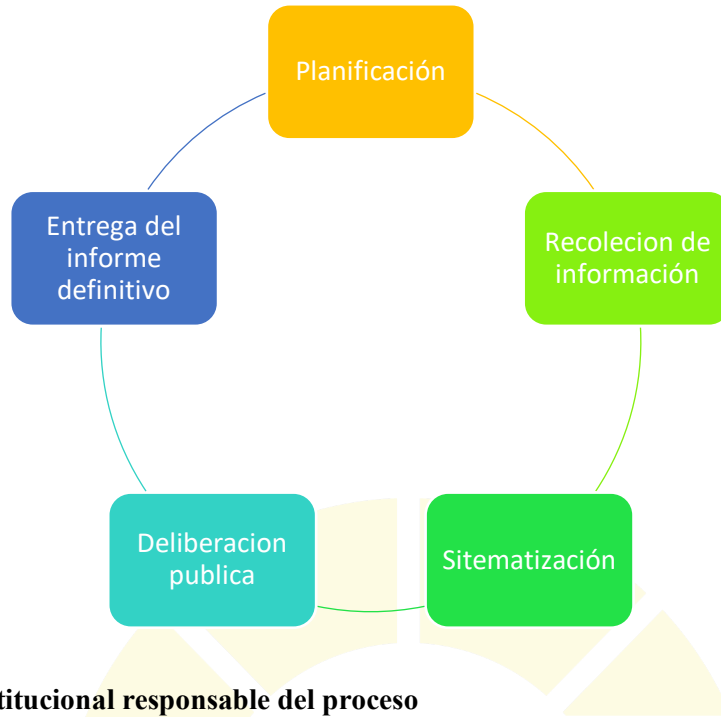 Planificación
Recolecion de
información
Sitematización
Deliberacion
publica
Entrega del
informe
definitivo
titucional responsable del proceso